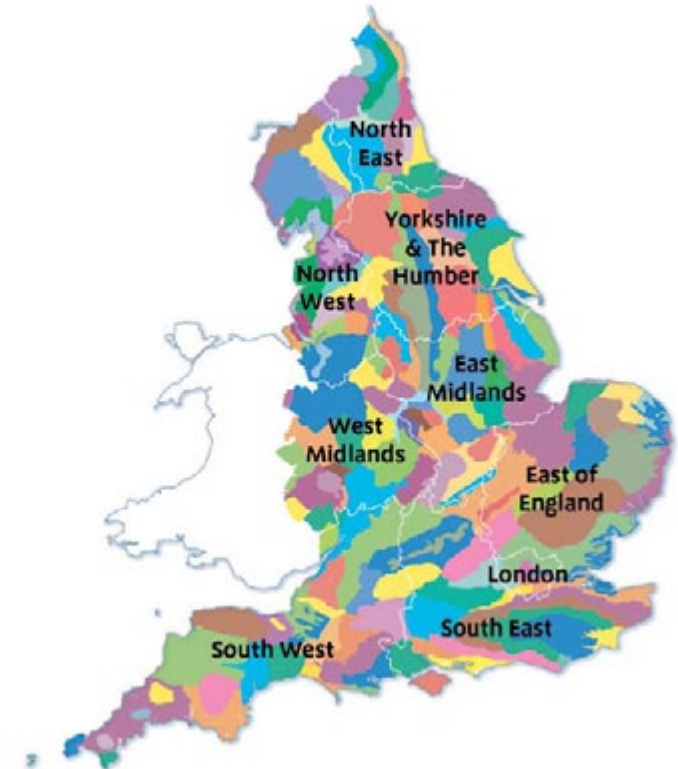 North
East
Yorkshire
& The
Humber
North
West
East
Midlands
West
Midlands
East of
England
London
South East
South West